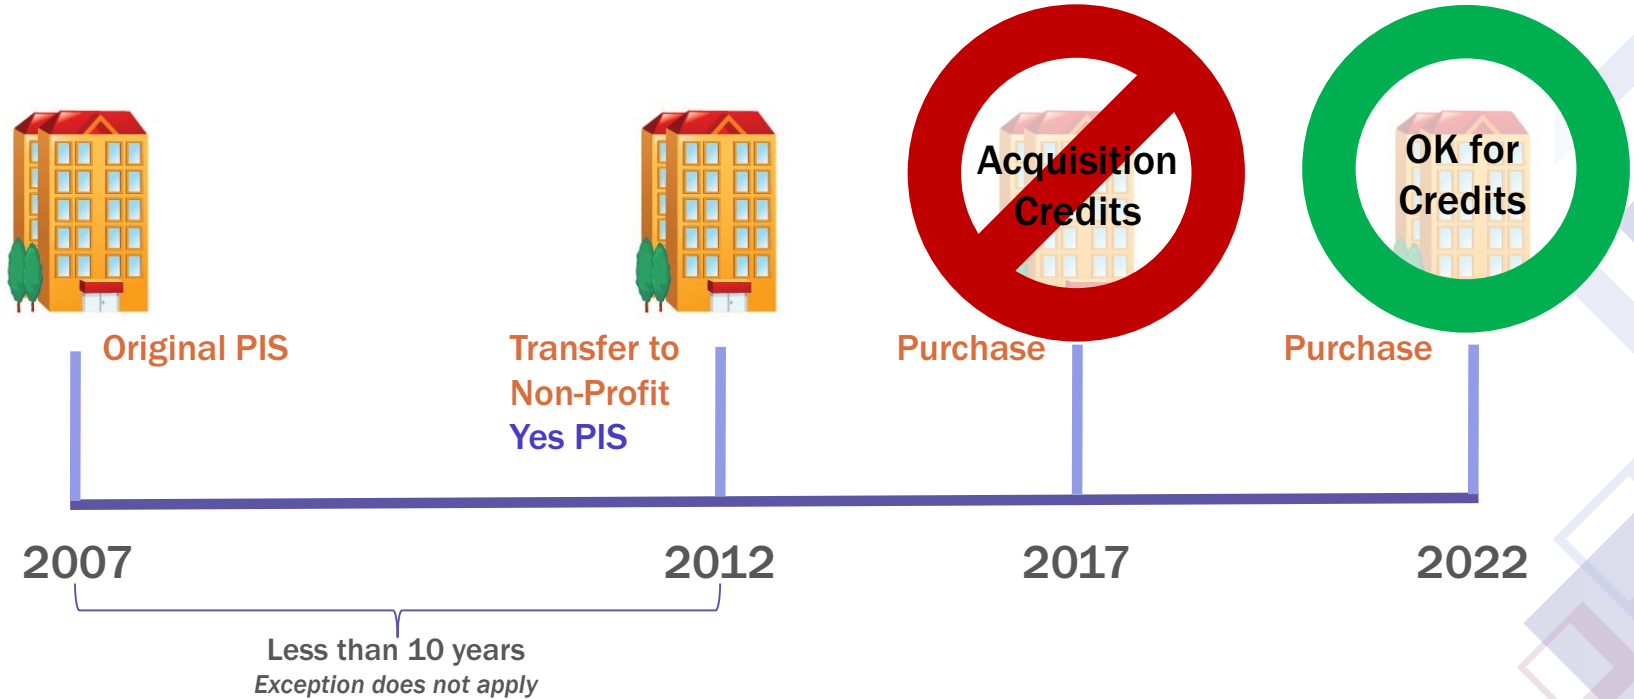 Acquisition
Credits
OK for
Credits
Original PIS
Transfer to
Non-Profit
Yes PIS
Purchase
Purchase
2007
2012
2017
2022
Less than 10 years
Exception does not apply